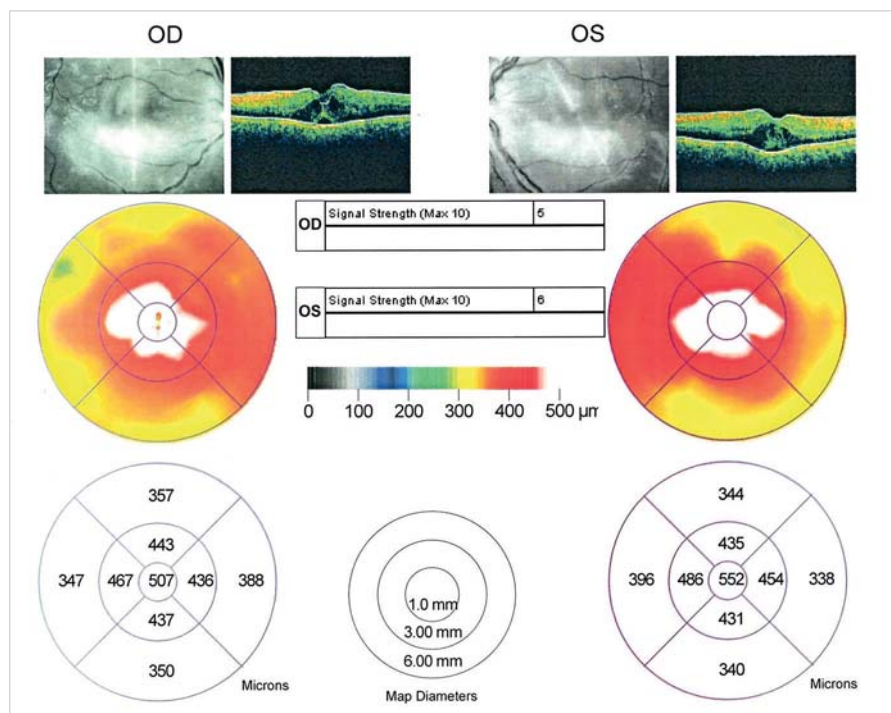 OD
OS
OD Signal Strength (Max 10) 5
OS Signal Strength (Max 10) 6
0 100 200 300 400 500 µm
357
443
347 467 507 436 388
437
350
Microns
1.0 mm
3.00 mm
6.00 mm
Map Diameters
344
435
396 486 552 454 338
431
340
Microns